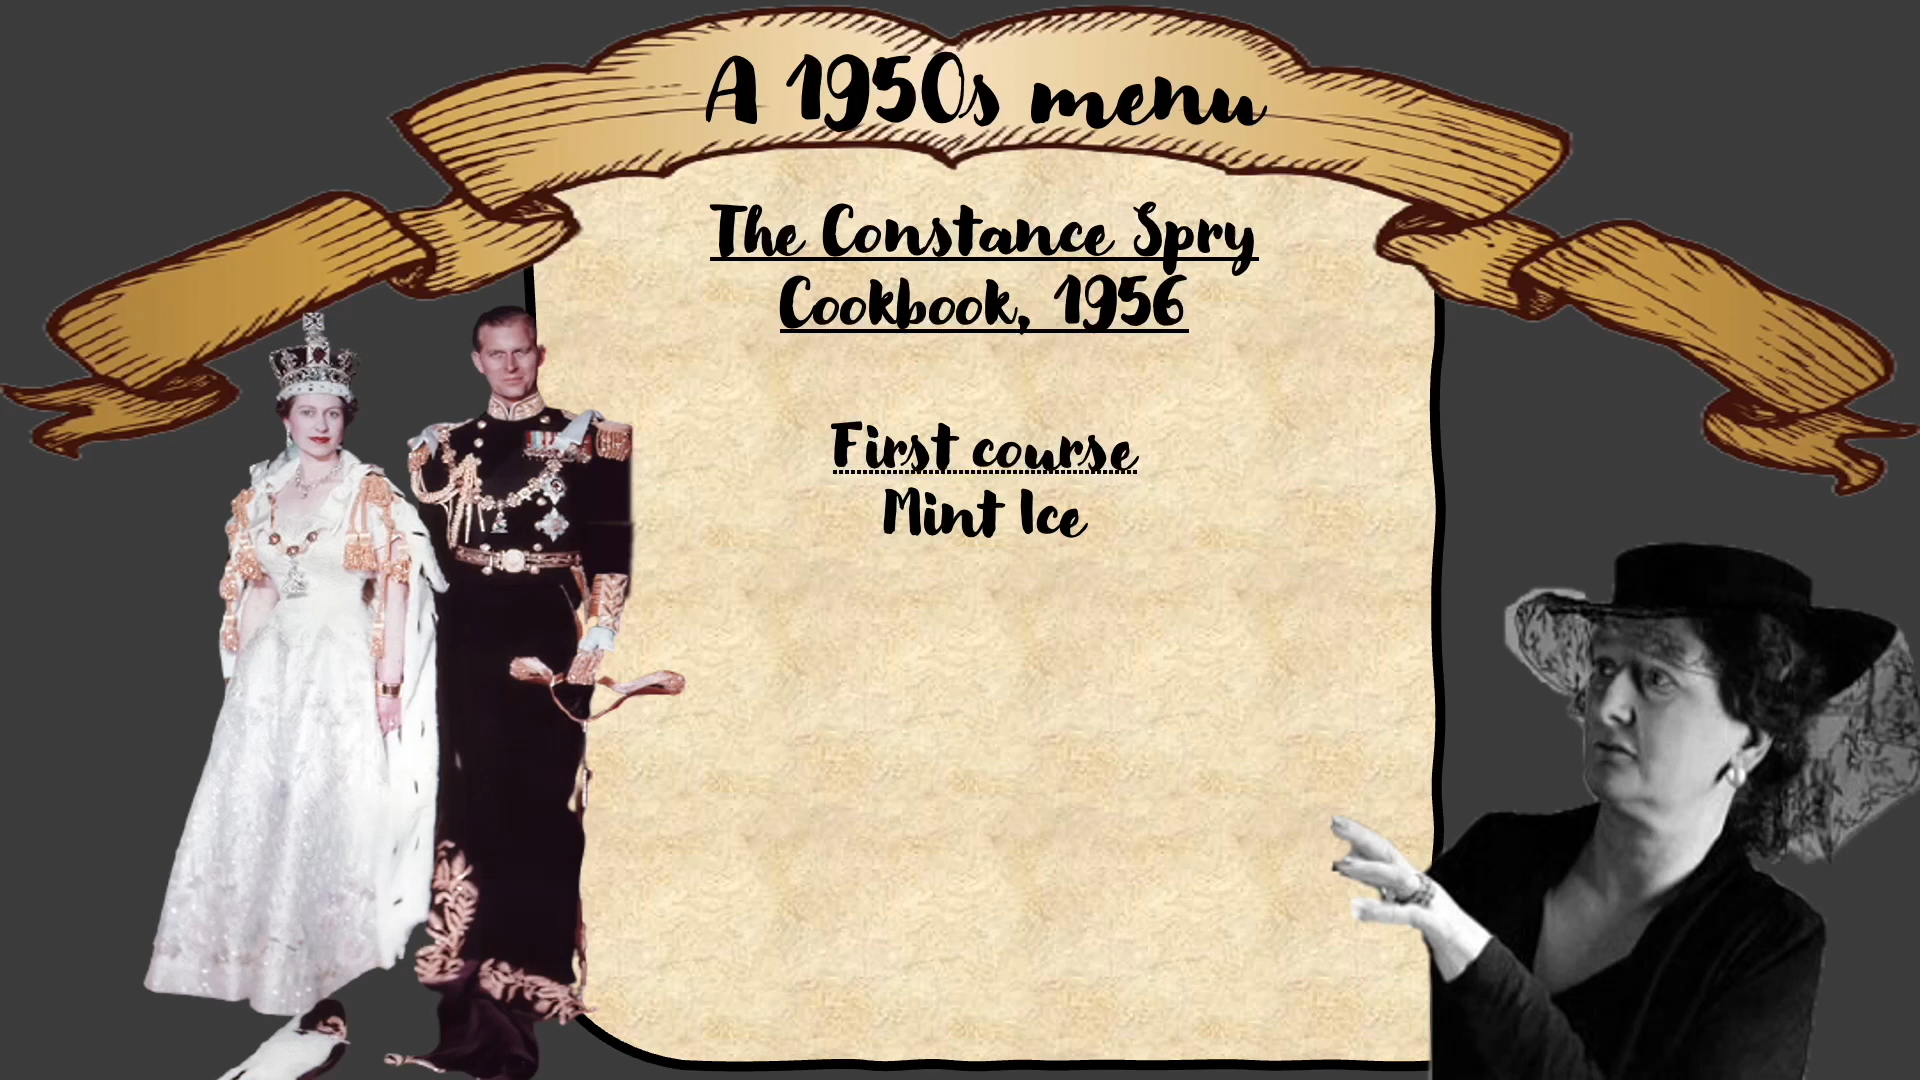 A 1950s menu
The Constance Spry
Cookbook, 1956
First course
Mint Ice